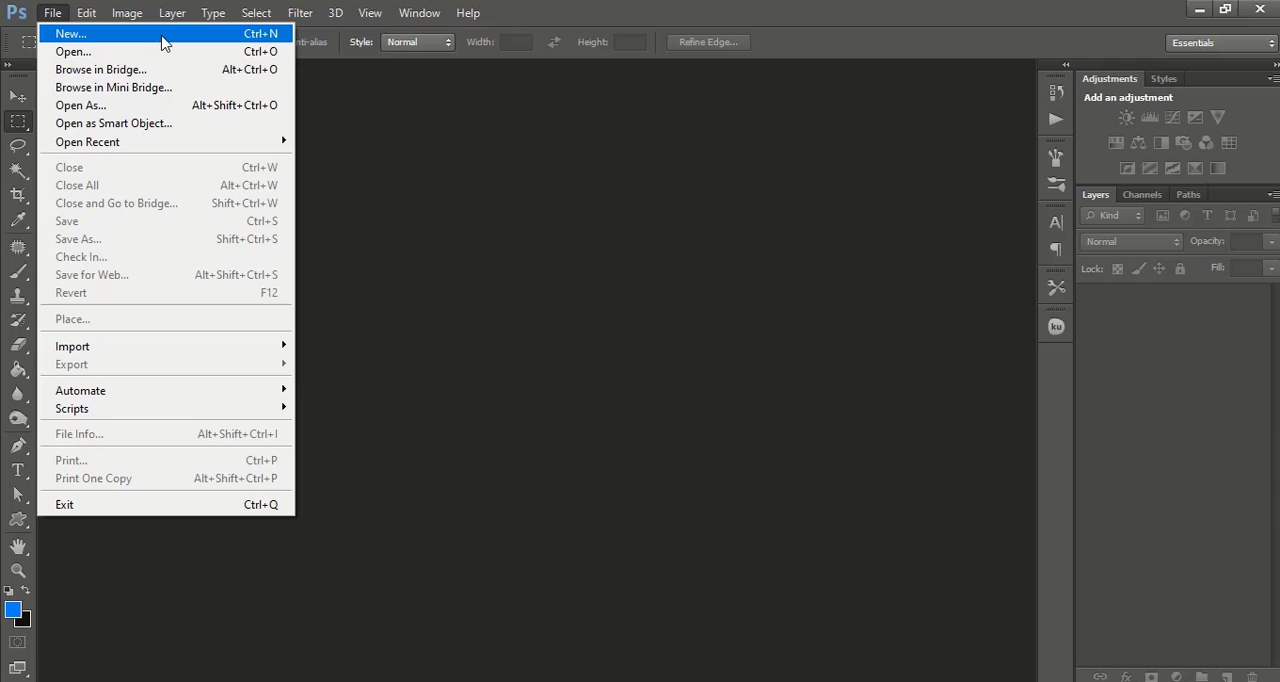 Ps File Edit Image Layer Type Select Filter 3D View Window Help
nti-alias Style: Normal Width: Height: Refine Edge... Essentials
New... Ctrl+N
Open... Ctrl+O
Browse in Bridge... Alt+Ctrl+O
Browse in Mini Bridge...
Open As... Alt+Shift+Ctrl+O
Open as Smart Object...
Open Recent
Close Ctrl+W
Close All Alt+Ctrl+W
Close and Go to Bridge... Shift+Ctrl+W
Save Ctrl+S
Save As... Shift+Ctrl+S
Check In...
Save for Web... Alt+Shift+Ctrl+S
Revert F12
Place...
Import
Export
Automate
Scripts
File Info... Alt+Shift+Ctrl+I
Print... Ctrl+P
Print One Copy Alt+Shift+Ctrl+P
Exit Ctrl+Q
Adjustments Styles
Add an adjustment
Layers Channels Paths
Kind
Normal Opacity:
Lock: Fill:
ku